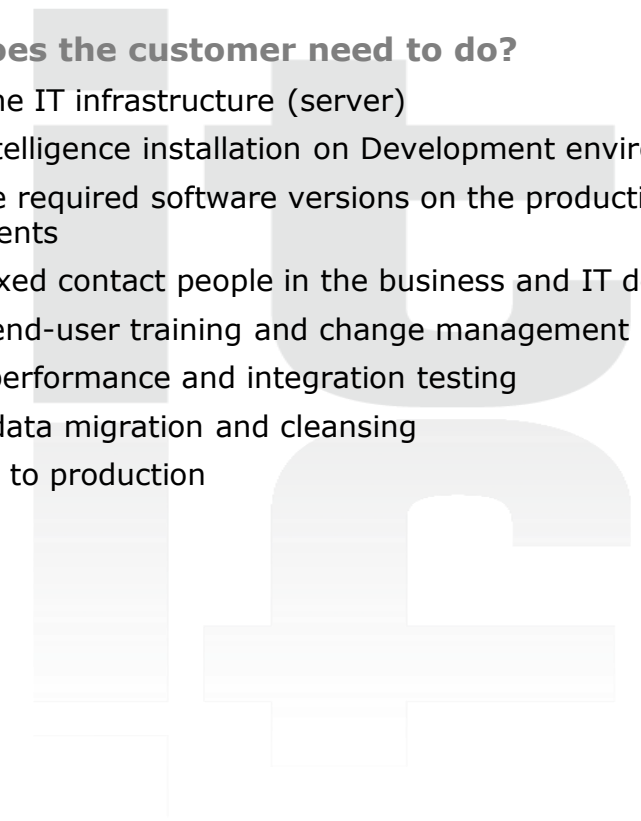 oes the customer need to do?
he IT infrastructure (server)
telligence installation on Development enviro
e required software versions on the producti
ents
xed contact people in the business and IT d
end-user training and change management
performance and integration testing
data migration and cleansing
to production